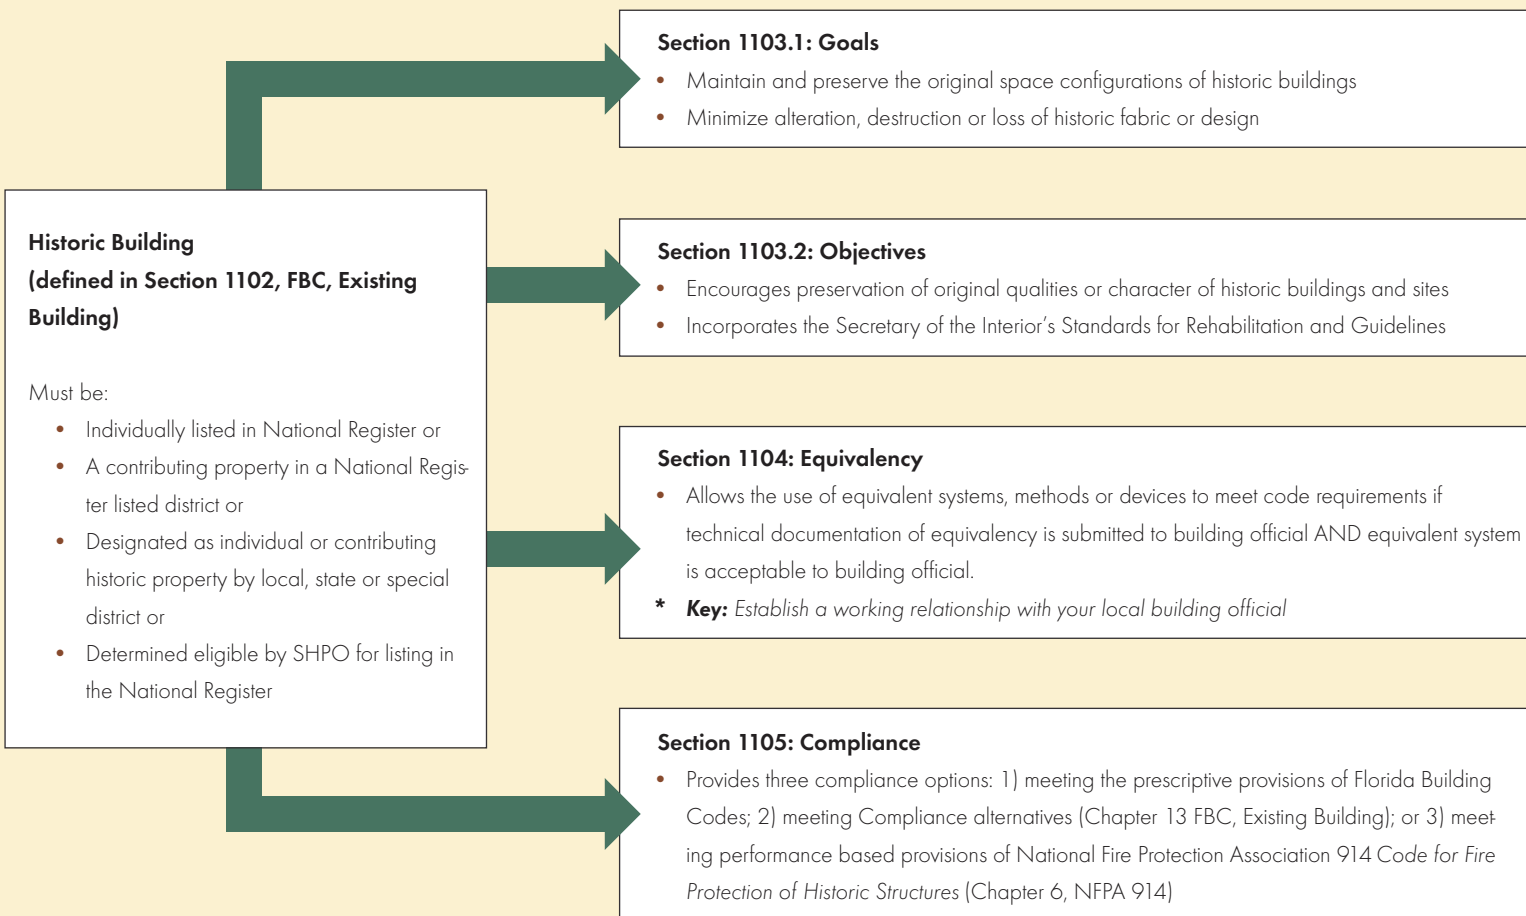 Historic Building
(defined in Section 1102, FBC, Existing
Building)
Must be:
• Individually listed in National Register or
• A contributing property in a National Regis-
ter listed district or
• Designated as individual or contributing
historic property by local, state or special
district or
• Determined eligible by SHPO for listing in
the National Register
Section 1103.1: Goals
• Maintain and preserve the original space configurations of historic buildings
• Minimize alteration, destruction or loss of historic fabric or design
Section 1103.2: Objectives
• Encourages preservation of original qualities or character of historic buildings and sites
• Incorporates the Secretary of the Interior's Standards for Rehabilitation and Guidelines
Section 1104: Equivalency
• Allows the use of equivalent systems, methods or devices to meet code requirements if
technical documentation of equivalency is submitted to building official AND equivalent system
is acceptable to building official.
* Key: Establish a working relationship with your local building official
Section 1105: Compliance
• Provides three compliance options: 1) meeting the prescriptive provisions of Florida Building
Codes; 2) meeting Compliance alternatives (Chapter 13 FBC, Existing Building); or 3) meet-
ing performance based provisions of National Fire Protection Association 914 Code for Fire
Protection of Historic Structures (Chapter 6, NFPA 914)